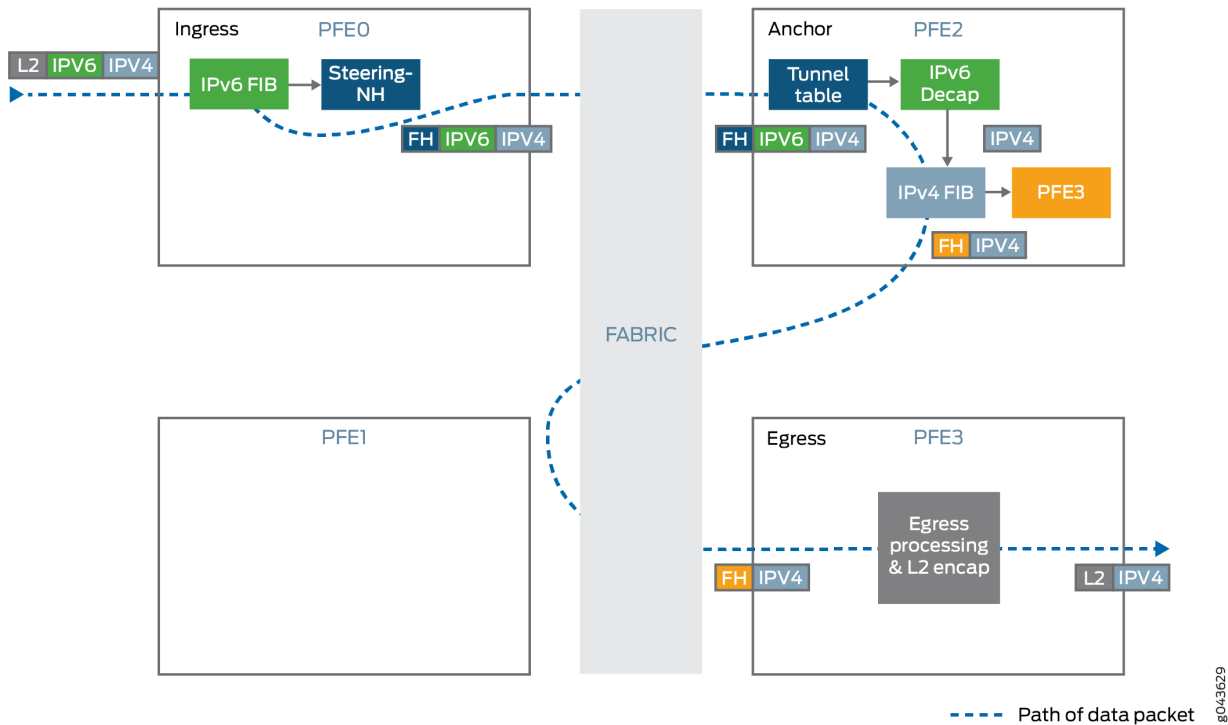 Ingress PFE0
L2 IPV6 IPV4
IPv6 FIB
Steering-
NH
FH IPV6 IPV4
Anchor PFE2
Tunnel
table
IPv6
Decap
FH IPV6 IPV4
IPV4
IPv4 FIB
PFE3
FH IPV4
FABRIC
PFE1
Egress PFE3
Egress
processing
& L2 encap
FH IPV4
L2 IPV4
Path of data packet
g043629